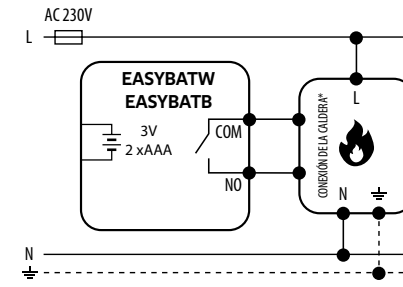 AC 230V
L
EASYBATW
EASYBATB
3V
2 xAAA
COM
NO
CONEXIÓN DE LA CALDERA*
L
N
N